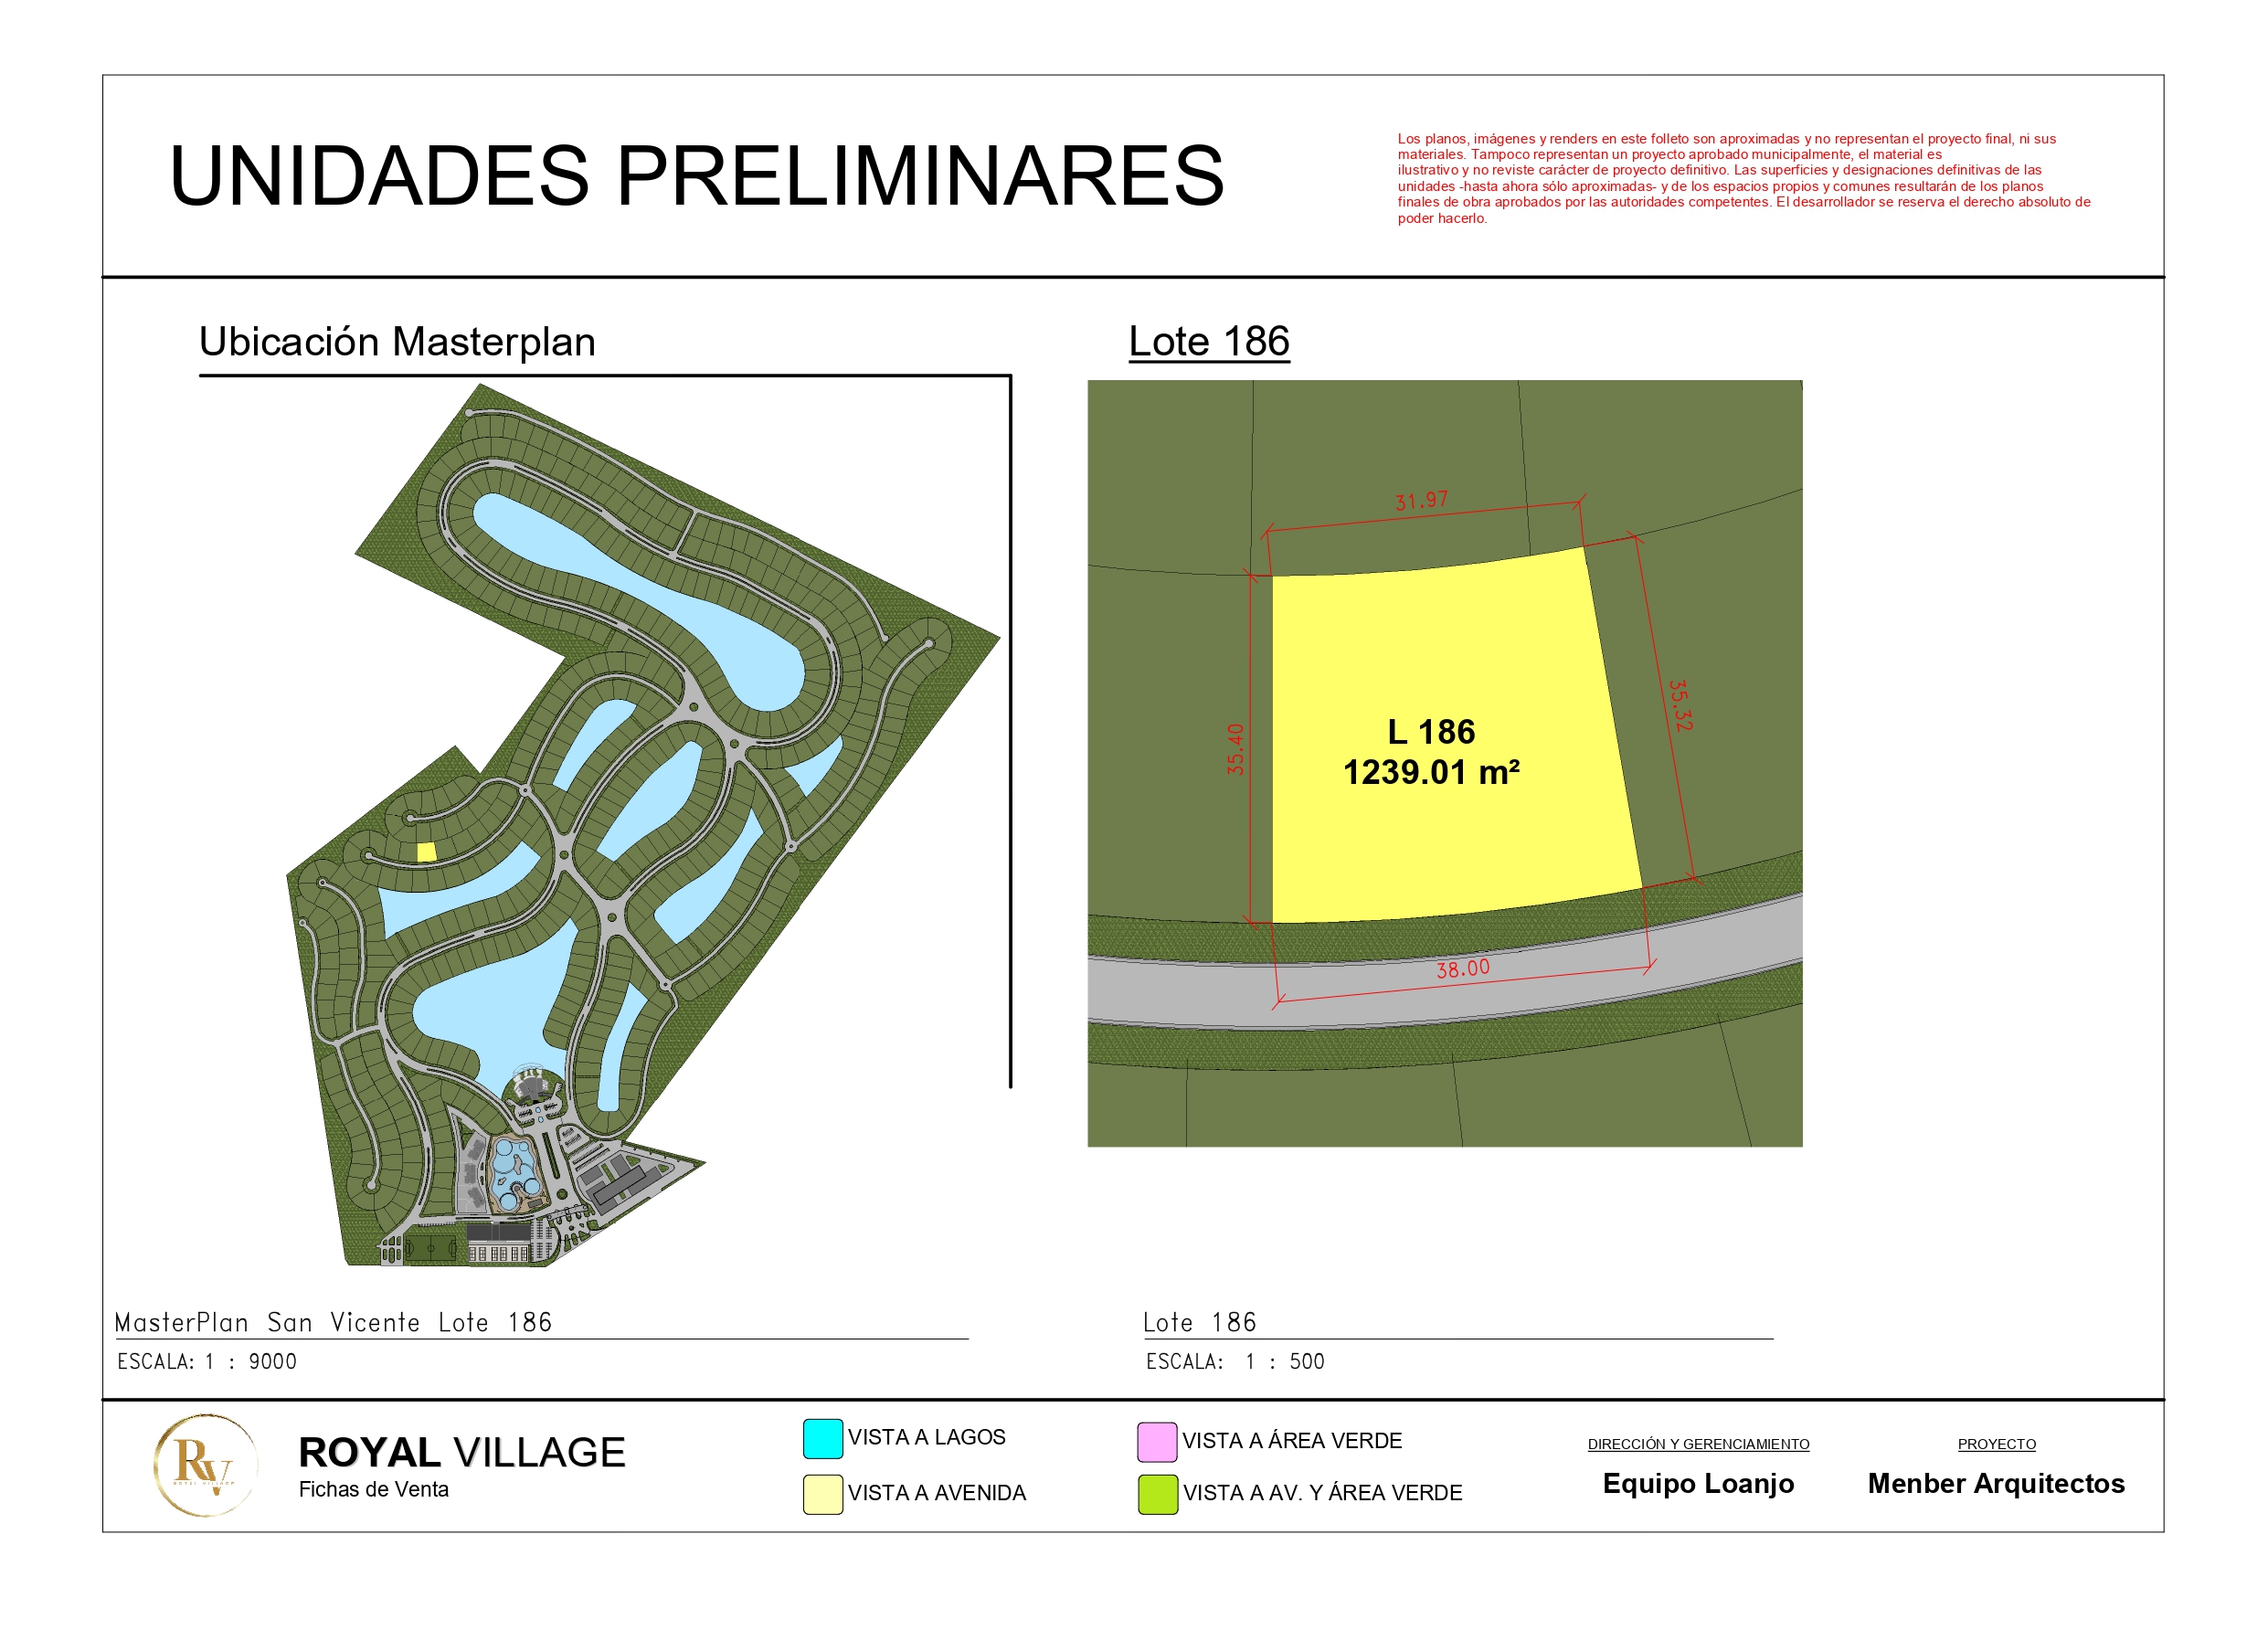 UNIDADES PRELIMINARES
Los planos, imágenes y renders en este folleto son aproximadas y no representan el proyecto final, ni sus
materiales. Tampoco representan un proyecto aprobado municipalmente, el material es
ilustrativo y no reviste carácter de proyecto definitivo. Las superficies y designaciones definitivas de las
unidades -hasta ahora sólo aproximadas- y de los espacios propios y comunes resultarán de los planos
finales de obra aprobados por las autoridades competentes. El desarrollador se reserva el derecho absoluto de
poder hacerlo.
Ubicación Masterplan
Lote 186
31.97
35.40
35.32
L 186
1239.01 m²
38.00
MasterPlan San Vicente Lote 186
ESCALA: 1 : 9000
Lote 186
ESCALA: 1 : 500
RV
ROYAL VILLAGE
ROYAL VILLAGE
Fichas de Venta
VISTA A LAGOS
VISTA A AVENIDA
VISTA A ÁREA VERDE
VISTA A AV. Y ÁREA VERDE
DIRECCIÓN Y GERENCIAMIENTO
Equipo Loanjo
PROYECTO
Menber Arquitectos